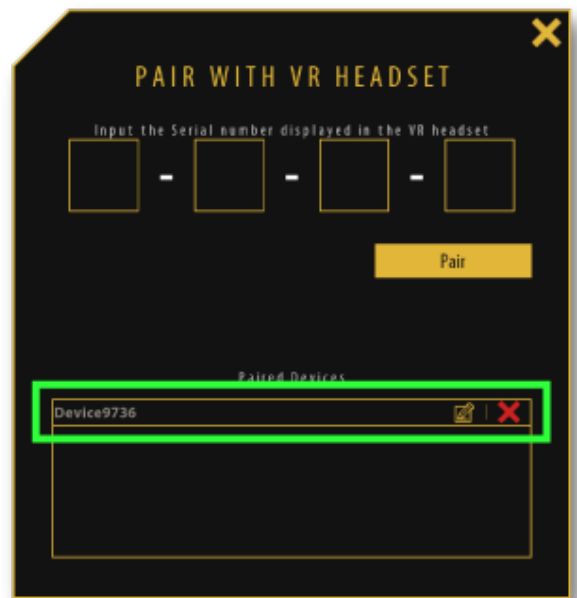 PAIR WITH VR HEADSET
Input the Serial number displayed in the VR headset
- - -
Pair
Paired Devices
Device9736